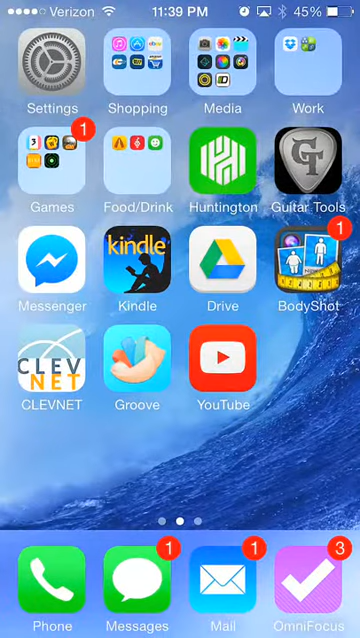 Verizon 11:39 PM 45%
Settings Shopping Media Work
1
Games Food/Drink Huntington Guitar Tools
GT
kindle
1
Messenger Kindle Drive BodyShot
CLEV
NET
CLEVNET Groove YouTube
1 1 3
Phone Messages Mail OmniFocus